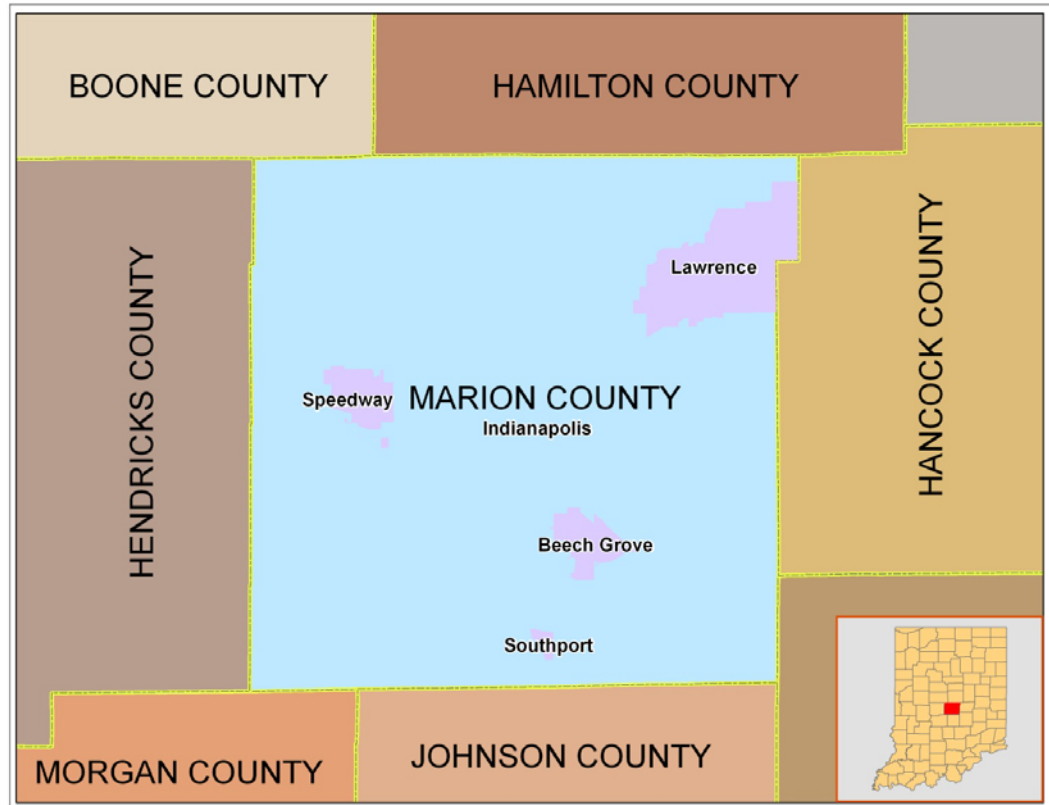 BOONE COUNTY
HAMILTON COUNTY
HENDRICKS COUNTY
HANCOCK COUNTY
Lawrence
Speedway
MARION COUNTY
Indianapolis
Beech Grove
Southport
MORGAN COUNTY
JOHNSON COUNTY